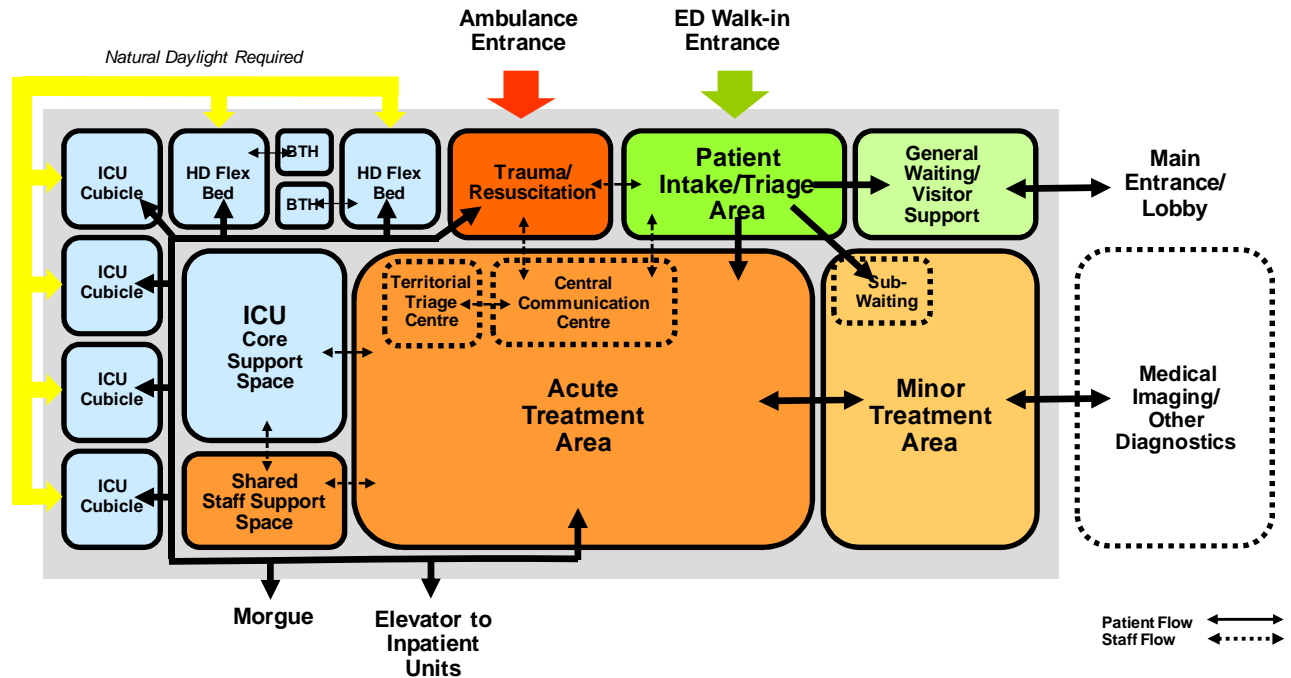 Ambulance
Entrance
ED Walk-in
Entrance
Natural Daylight Required
ICU
Cubicle
HD Flex
Bed
BTH
BTH
HD Flex
Bed
Trauma/
Resuscitation
Patient
Intake/Triage
Area
General
Waiting/
Visitor
Support
Main
Entrance/
Lobby
ICU
Cubicle
ICU
Core
Support
Space
Territorial
Triage
Centre
Central
Communication
Centre
Sub-
Waiting
ICU
Cubicle
Acute
Treatment
Area
Minor
Treatment
Area
Medical
Imaging/
Other
Diagnostics
ICU
Cubicle
Shared
Staff Support
Space
Morgue
Elevator to
Inpatient
Units
Patient Flow
Staff Flow